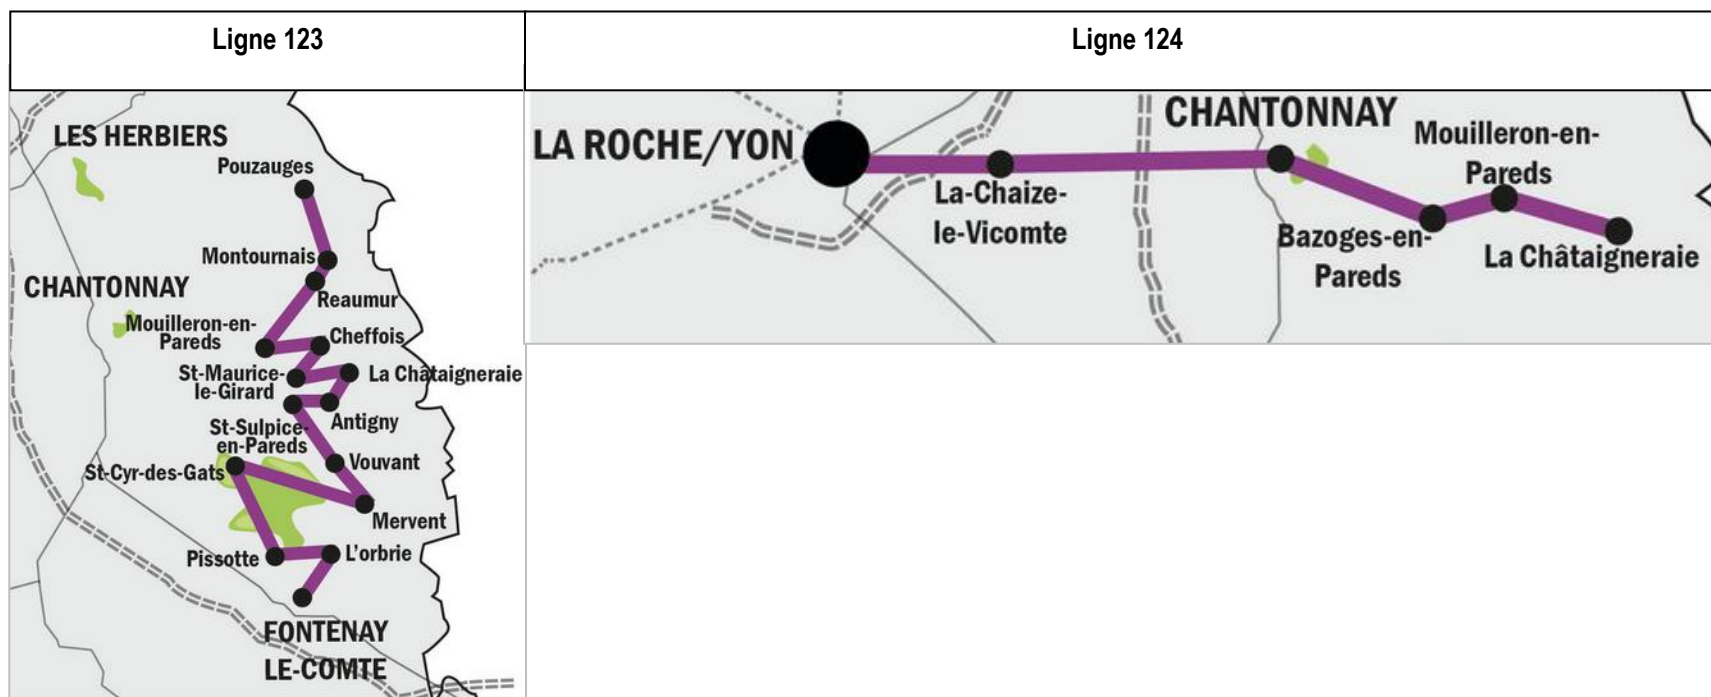 Ligne 123
Ligne 124
LES HERBIERS
Pouzauges
Montournais
CHANTONNAY
Reaumur
Mouilleron-en-
Pareds
Cheffois
St-Maurice-
le-Girard
La Châtaigneraie
Antigny
St-Sulpice-
en-Pareds
Vouvant
St-Cyr-des-Gats
Mervent
Pissotte
L'orbrie
FONTENAY
LE-COMTE
LA ROCHE/YON
La-Chaize-
le-Vicomte
CHANTONNAY
Mouilleron-en-
Pareds
Bazoges-en-
Pareds
La Châtaigneraie